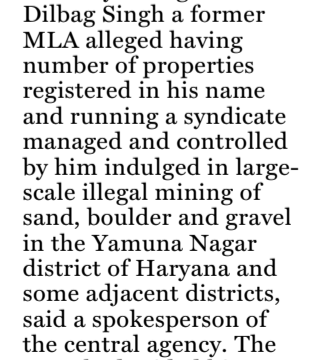 Dilbag Singh a former
MLA alleged having
number of properties
registered in his name
and running a syndicate
managed and controlled
by him indulged in large-
scale illegal mining of
sand, boulder and gravel
in the Yamuna Nagar
district of Haryana and
some adjacent districts,
said a spokesperson of
the central agency. The